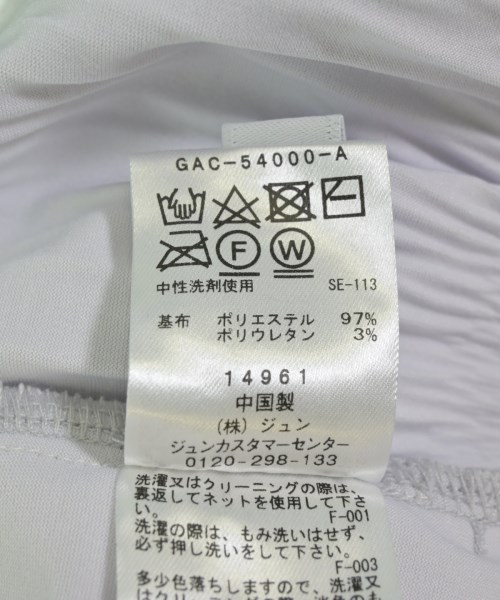 GAC-54000-A
F
W
中性洗剤使用 SE-113
基布 ポリエステル 97%
ポリウレタン 3%
14961
中国製
(株) ジュン
ジュンカスタマーセンター
0120-298-133
洗濯又はクリーニングの際は、
裏返してネットを使用して下さ
い。
F-001
洗濯の際は、もみ洗いはせず、
必ず押し洗いをして下さい。
F-003
多少色落ちしますので、洗濯又